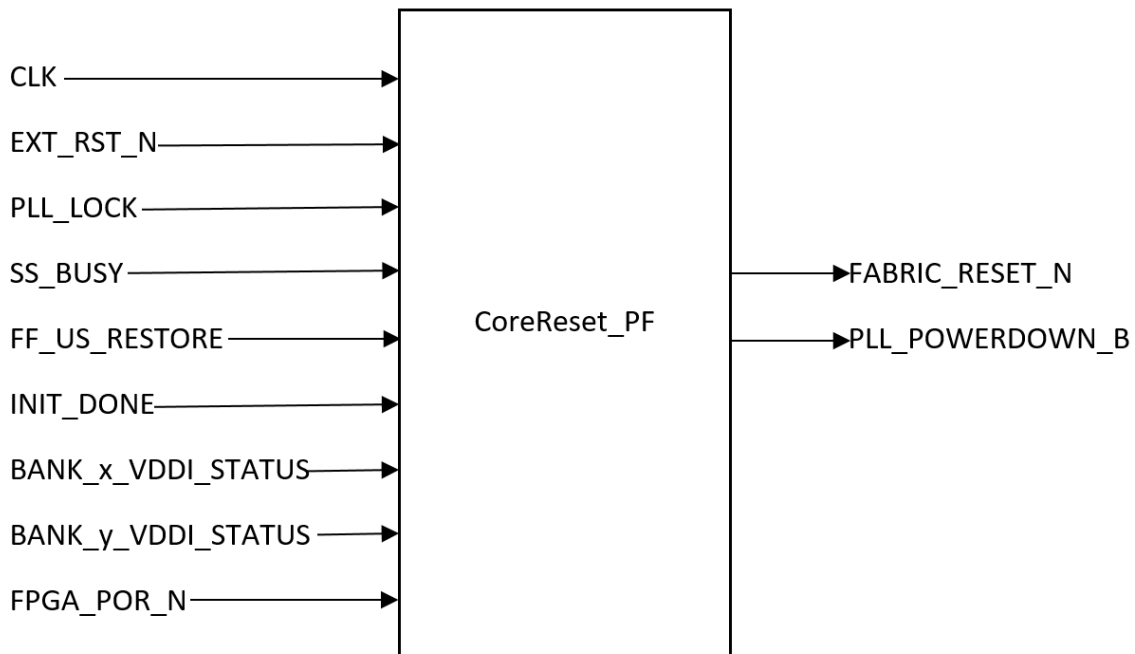 CLK
EXT_RST_N
PLL_LOCK
SS_BUSY
FF_US_RESTORE
INIT_DONE
BANK_x_VDDI_STATUS
BANK_y_VDDI_STATUS
FPGA_POR_N
CoreReset_PF
FABRIC_RESET_N
PLL_POWERDOWN_B